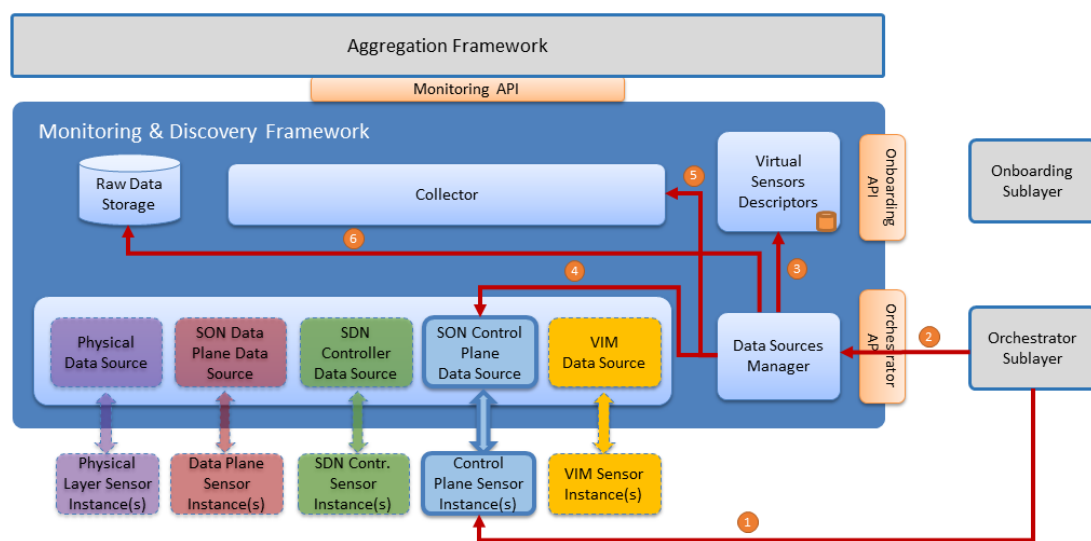 Aggregation Framework
Monitoring API
Monitoring & Discovery Framework
Raw Data
Storage
Collector
5
Virtual
Sensors
Descriptors
Onboarding
API
Onboarding
Sublayer
6
4
3
Physical
Data Source
SON Data
Plane Data
Source
SDN
Controller
Data Source
SON Control
Plane
Data Source
VIM
Data Source
Data Sources
Manager
Orchestrator
API
2
Orchestrator
Sublayer
Physical
Layer Sensor
Instance(s)
Data Plane
Sensor
Instance(s)
SDN Contr.
Sensor
Instance(s)
Control
Plane Sensor
Instance(s)
VIM Sensor
Instance(s)
1